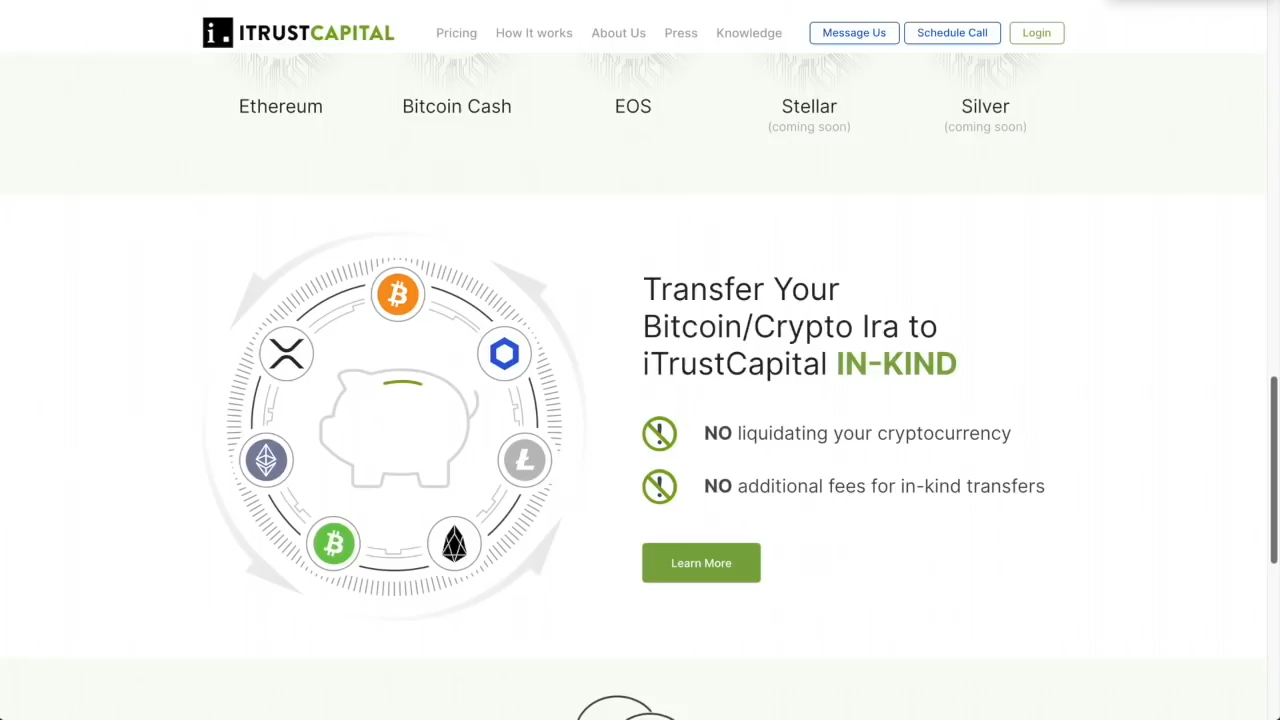 i. ITRUSTCAPITAL Pricing How It works About Us Press Knowledge Message Us Schedule Call Login
Ethereum Bitcoin Cash EOS Stellar Silver
(coming soon) (coming soon)
Transfer Your
Bitcoin/Crypto Ira to
iTrustCapital IN-KIND
NO liquidating your cryptocurrency
NO additional fees for in-kind transfers
Learn More